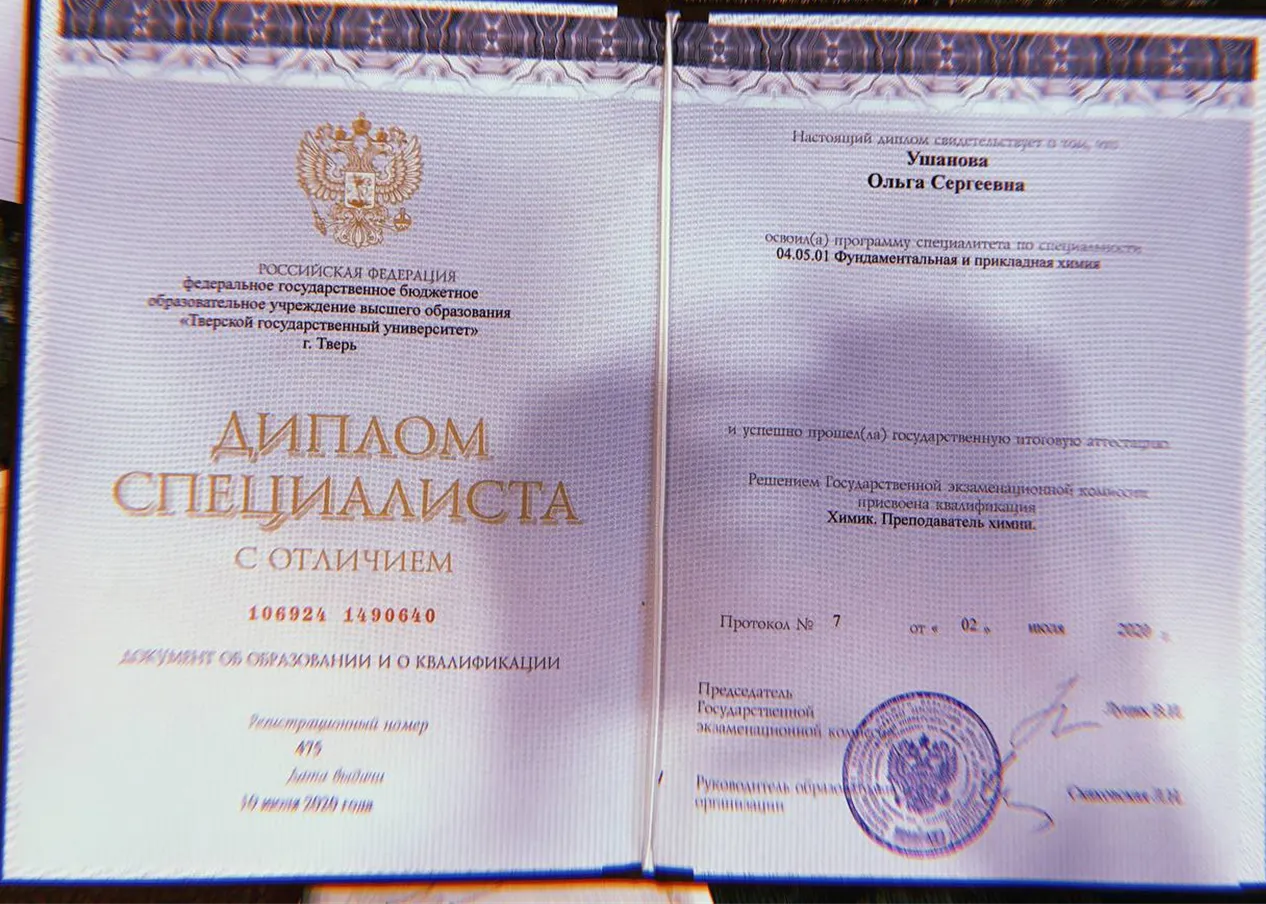 РОССИЙСКАЯ ФЕДЕРАЦИЯ
федеральное государственное бюджетное
образовательное учреждение высшего образования
«Тверской государственный университет»
г. Тверь
ДИПЛОМ
СПЕЦИАЛИСТА
С ОТЛИЧИЕМ
106924 1490640
ДОКУМЕНТ ОБ ОБРАЗОВАНИИ И О КВАЛИФИКАЦИИ
Регистрационный номер
475
Дата выдачи
10 июля 2020 года
Настоящий диплом свидетельствует о том, что
Ушанова
Ольга Сергеевна
освоил(а) программу специалитета по специальности
04.05.01 Фундаментальная и прикладная химия
и успешно прошел(ла) государственную итоговую аттестацию
Решением Государственной экзаменационной комиссии
присвоена квалификация
Химик. Преподаватель химии.
Протокол № 7 от « 02 » июля 2020 г.
Председатель
Государственной
экзаменационной комиссии
Руководитель образовательной
организации
Скаковская Л.Н.